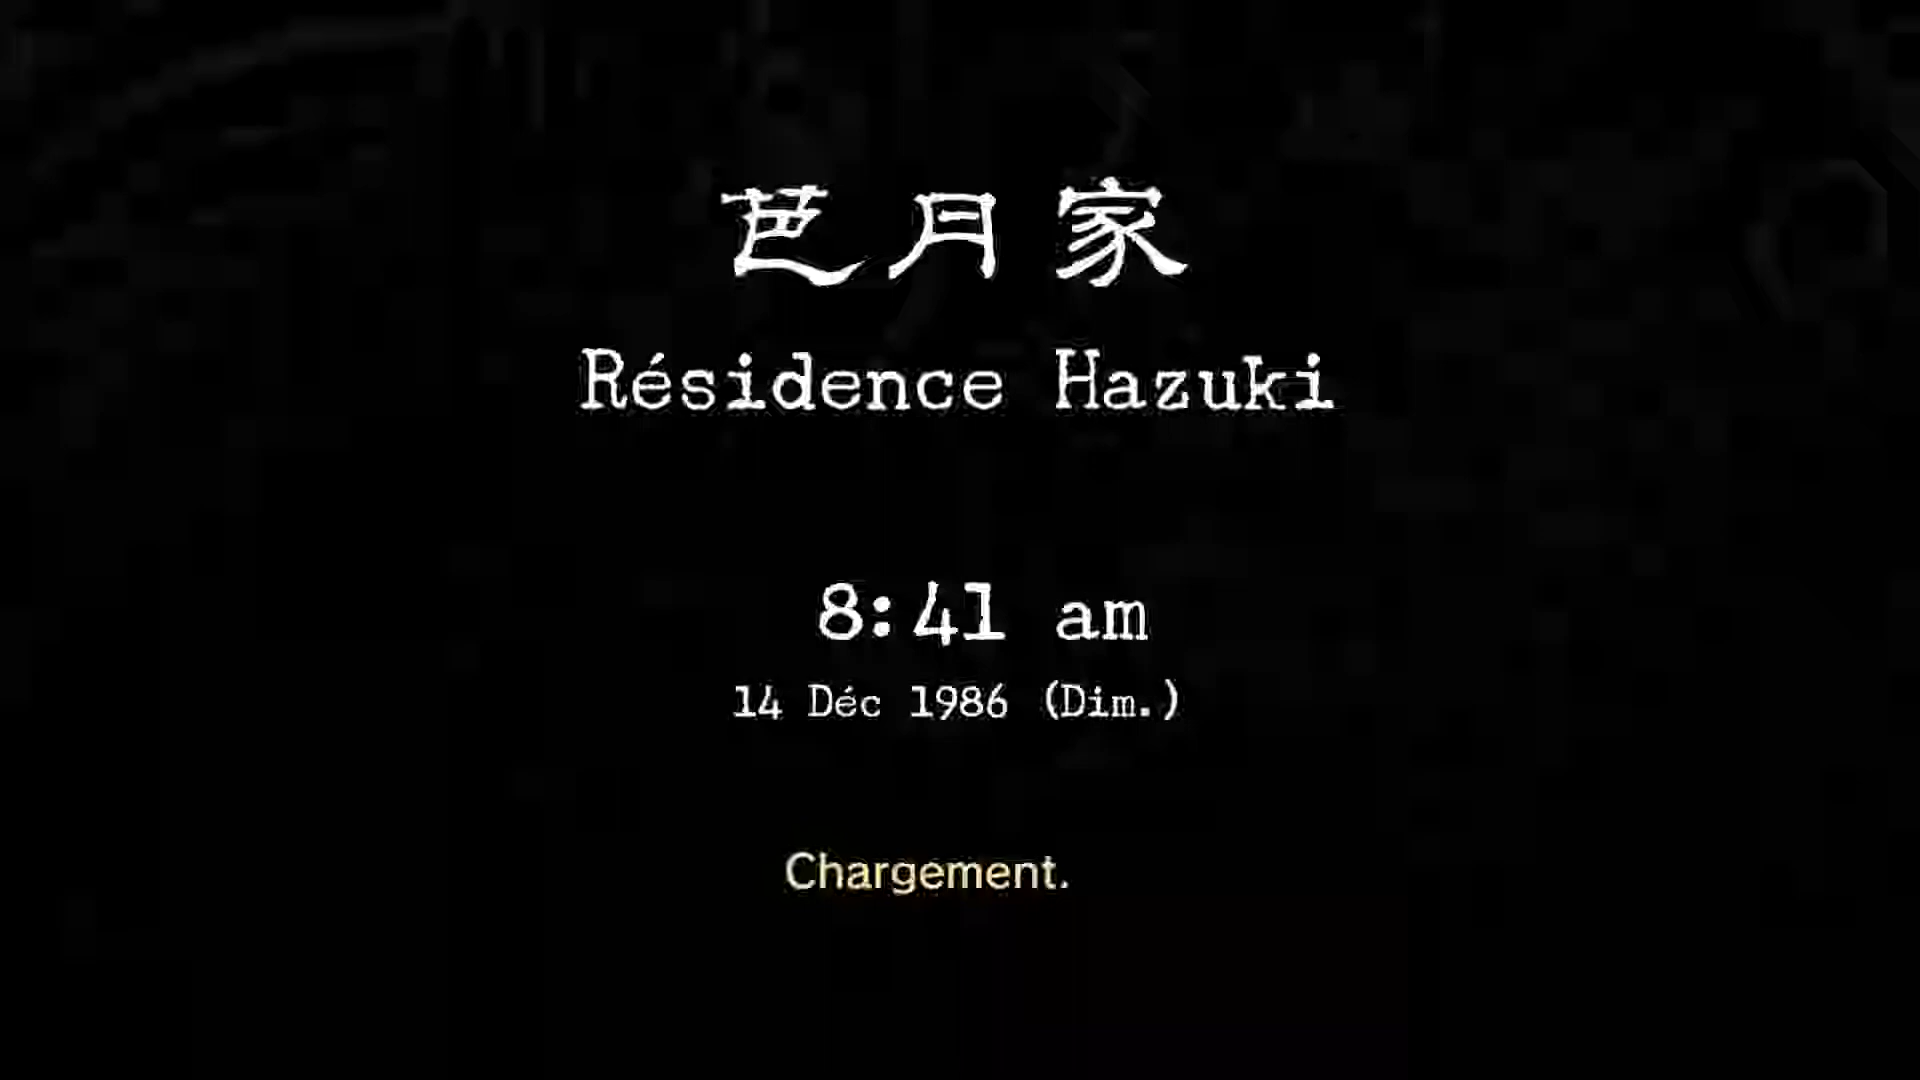 芭月家
Résidence Hazuki
8:41 am
14 Déc 1986 (Dim.)
Chargement.